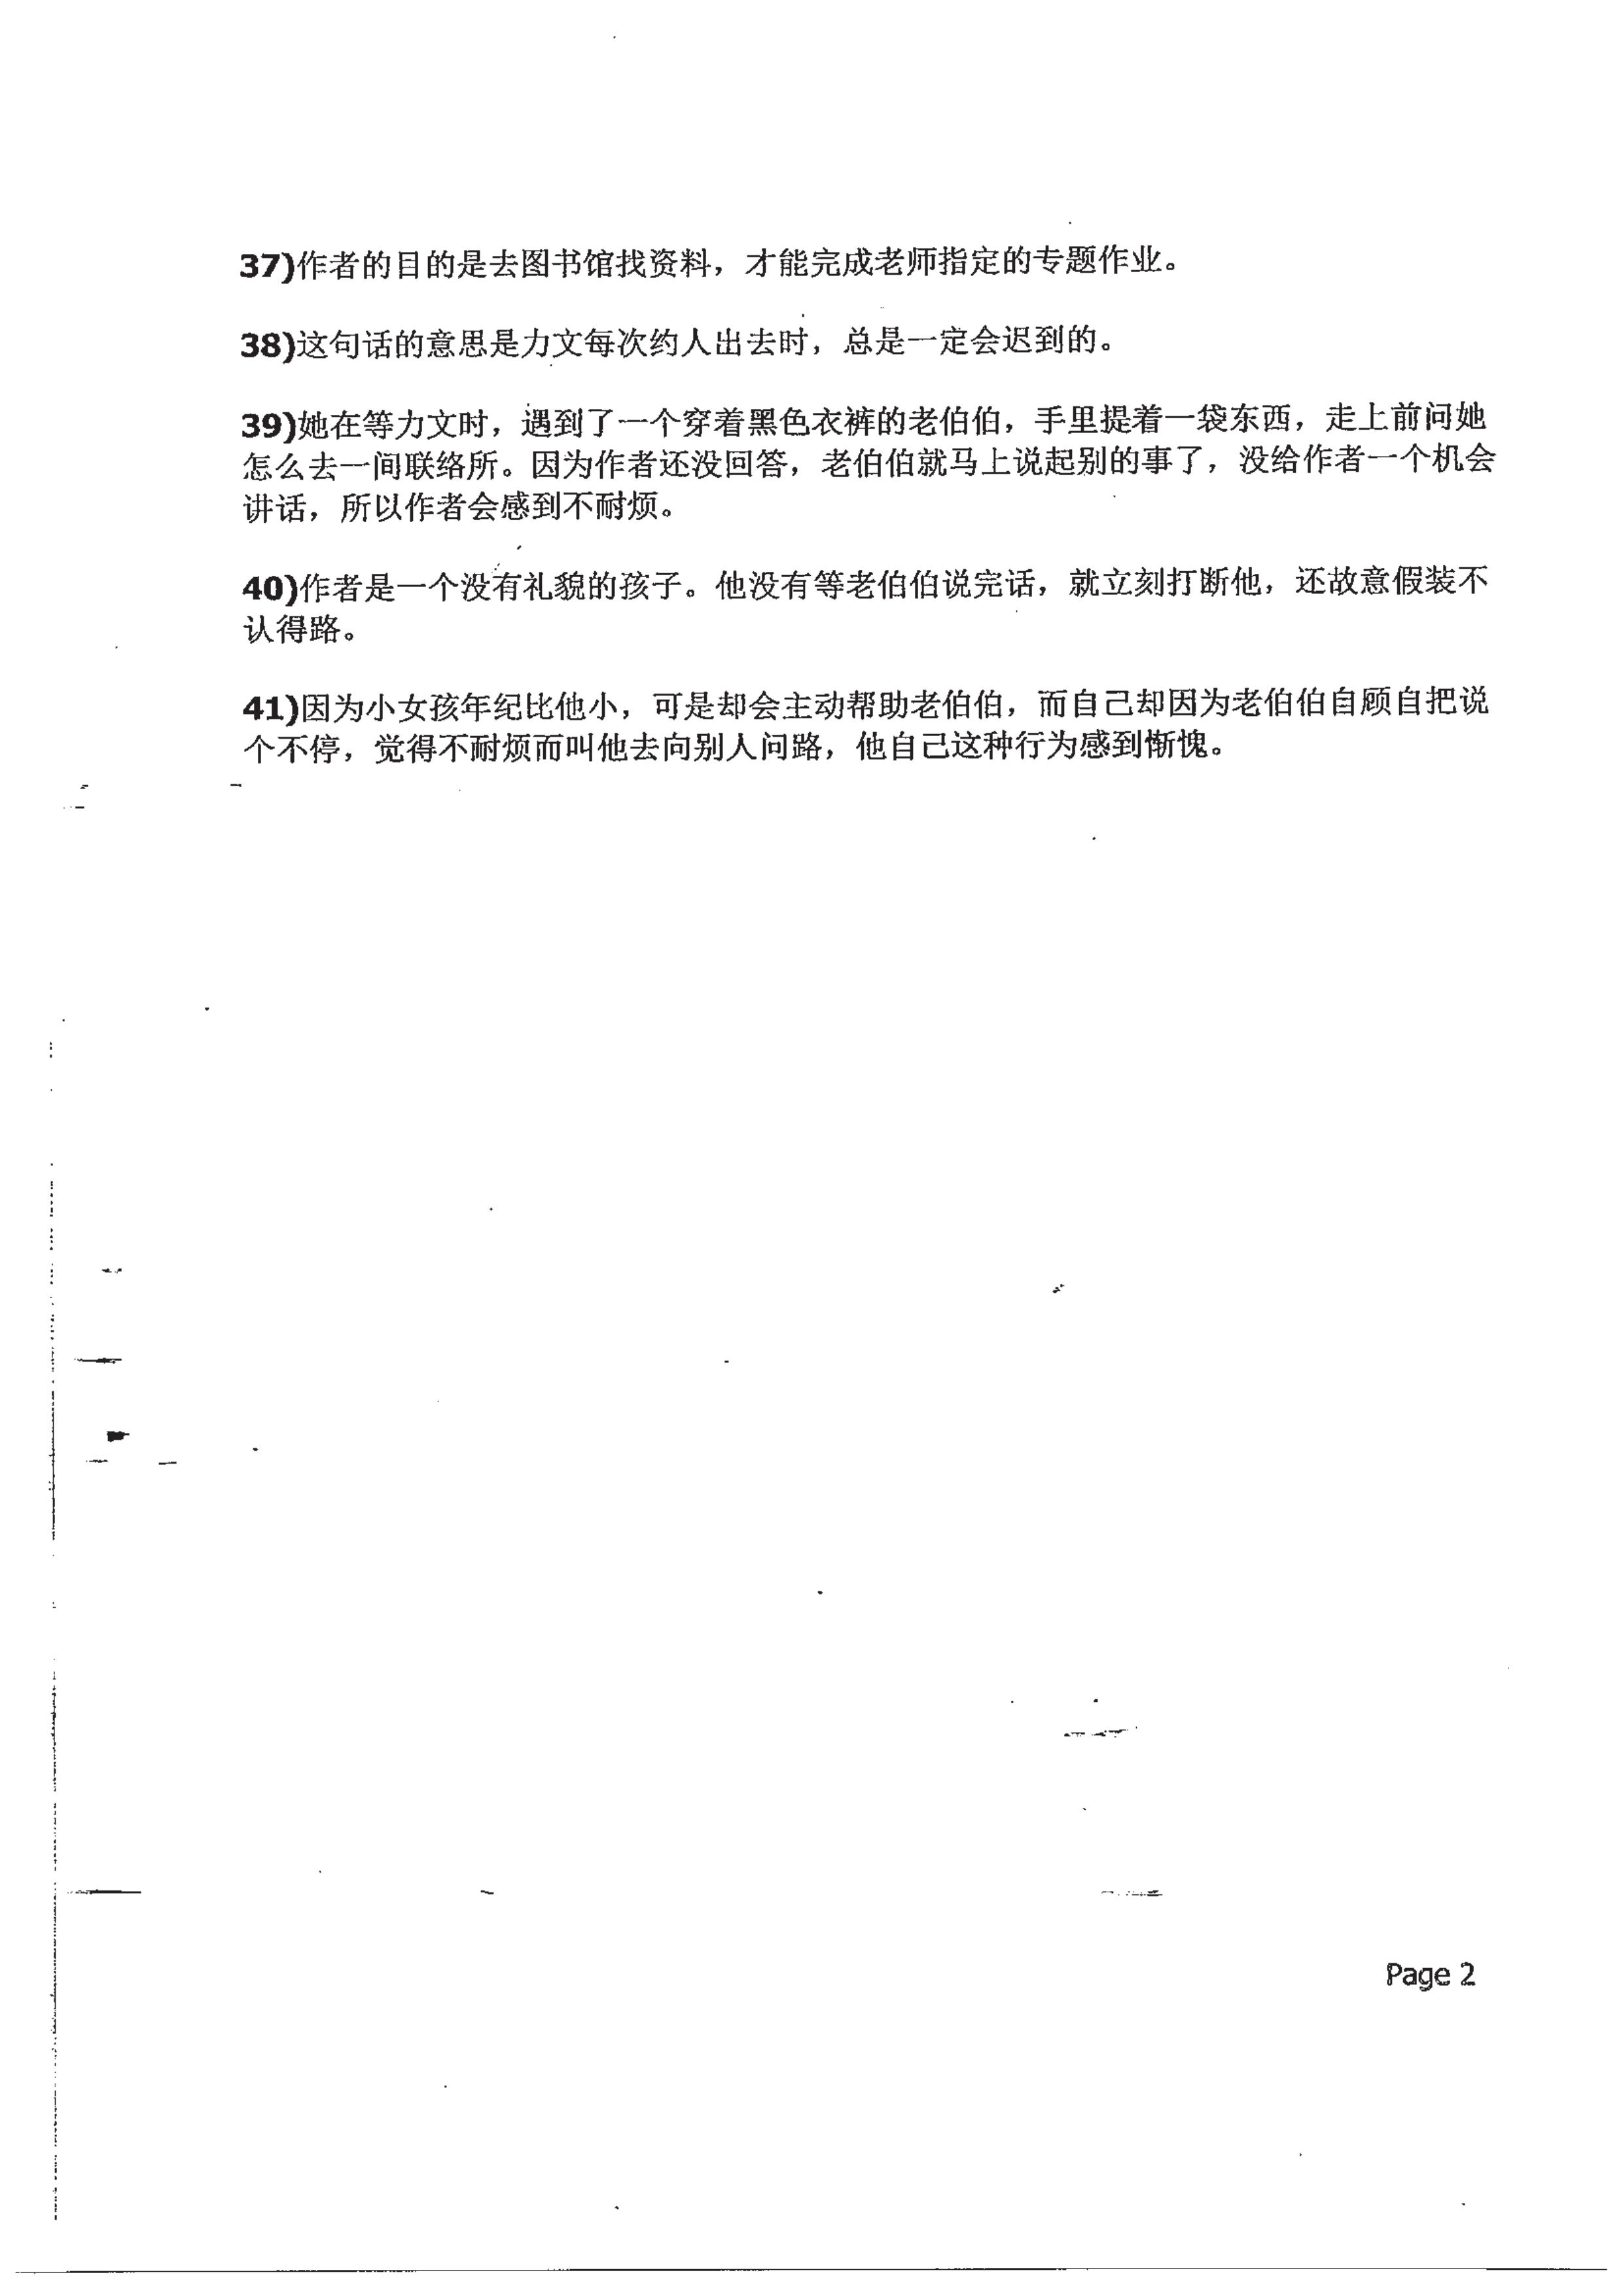 37)作者的目的是去图书馆找资料，才能完成老师指定的专题作业。
38)这句话的意思是力文每次约人出去时，总是一定会迟到的。
39)她在等力文时，遇到了一个穿着黑色衣裤的老伯伯，手里提着一袋东西，走上前问她
怎么去一间联络所。因为作者还没回答，老伯伯就马上说起别的事了，没给作者一个机会
讲话，所以作者会感到不耐烦。
40)作者是一个没有礼貌的孩子。他没有等老伯伯说完话，就立刻打断他，还故意假装不
认得路。
41)因为小女孩年纪比他小，可是却会主动帮助老伯伯，而自己却因为老伯伯自顾自把说
个不停，觉得不耐烦而叫他去向别人问路，他自己这种行为感到惭愧。
Page 2